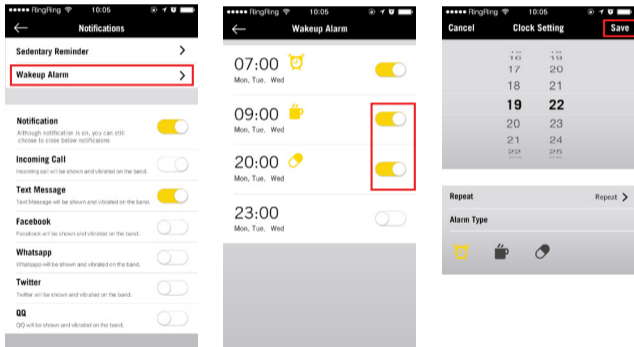 RingRing 10:05
Notifications
Sedentary Reminder
Wakeup Alarm
Notification
Although notification is on, you can still
choose to close below notifications
Incoming Call
Incoming call will be shown and vibrated on the band.
Text Message
Text Message will be shown and vibrated on the band.
Facebook
Facebook will be shown and vibrated on the band.
Whatsapp
Whatsapp will be shown and vibrated on the band.
Twitter
Twitter will be shown and vibrated on the band.
QQ
QQ will be shown and vibrated on the band.
RingRing 10:05
Wakeup Alarm
07:00
Mon, Tue, Wed
09:00
Mon, Tue, Wed
20:00
Mon, Tue, Wed
23:00
Mon, Tue, Wed
RingRing 10:05
Cancel Clock Setting Save
16 19
17 20
18 21
19 22
20 23
21 24
22 25
Repeat Repeat
Alarm Type